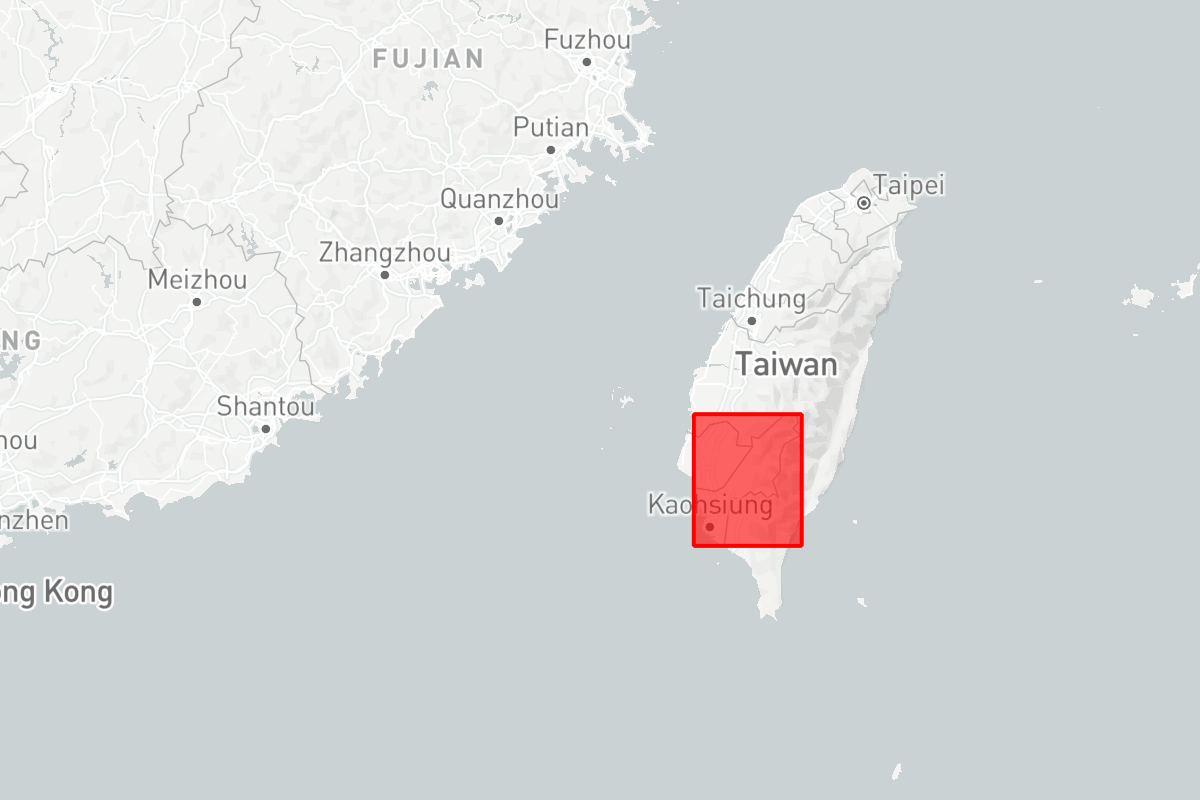 Fuzhou
FUJIAN
Putian
Taipei
Quanzhou
Zhangzhou
Meizhou
Taichung
NG
Taiwan
Shantou
hou
Kaohsiung
nzhen
ong Kong